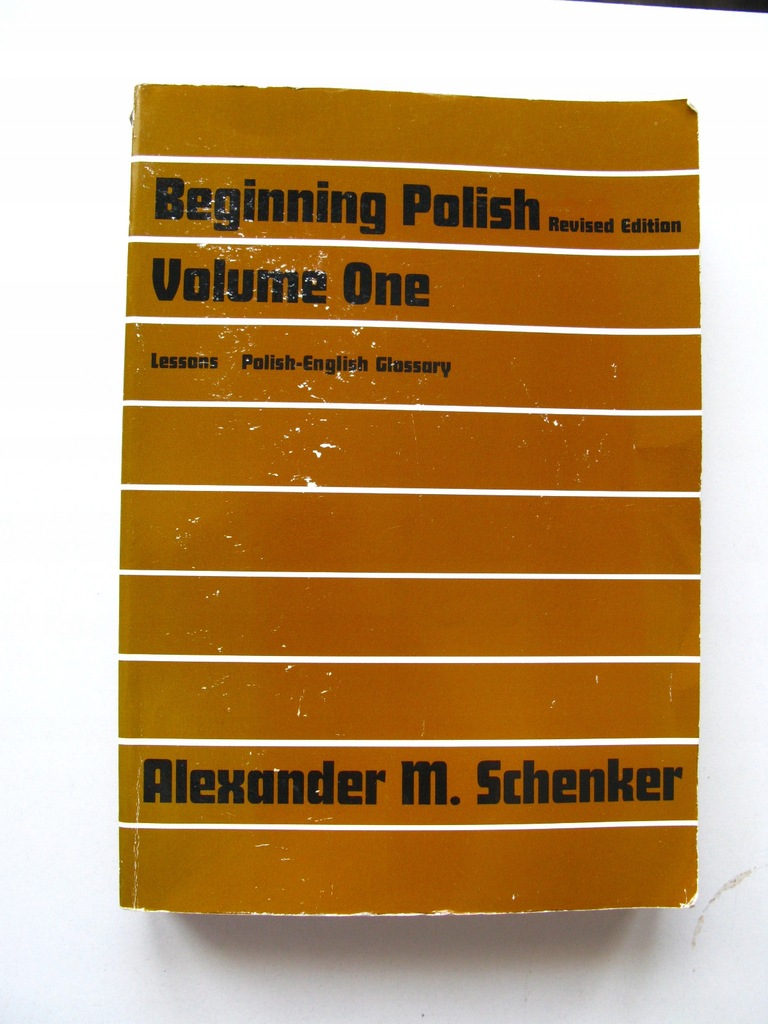 Beginning Polish Revised Edition
Volume One
Lessons Polish-English Glossary
Alexander M. Schenker